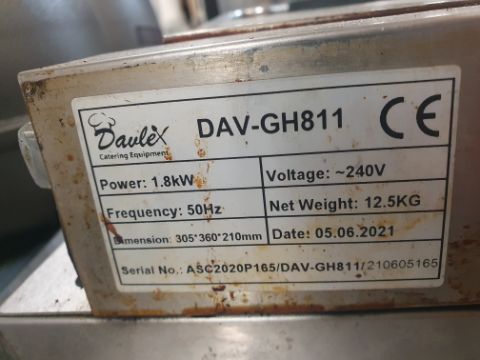 Davlex
Catering Equipment
DAV-GH811
CE
Power: 1.8kW
Voltage: ~240V
Frequency: 50Hz
Net Weight: 12.5KG
Dimension: 305*360*210mm
Date: 05.06.2021
Serial No.: ASC2020P165/DAV-GH811/210605165